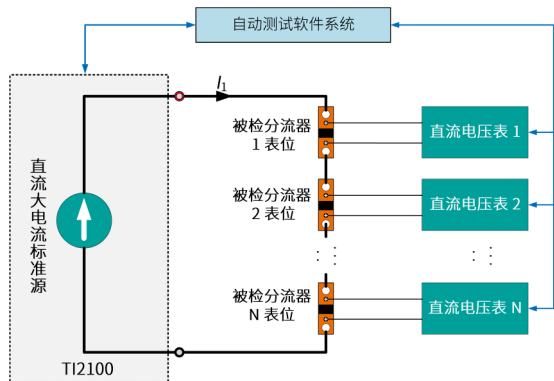 自动测试软件系统
I1
被检分流器
1 表位
直流电压表 1
直流大电流标准源
被检分流器
2 表位
直流电压表 2
: :
:
: :
:
被检分流器
N 表位
直流电压表 N
TI2100